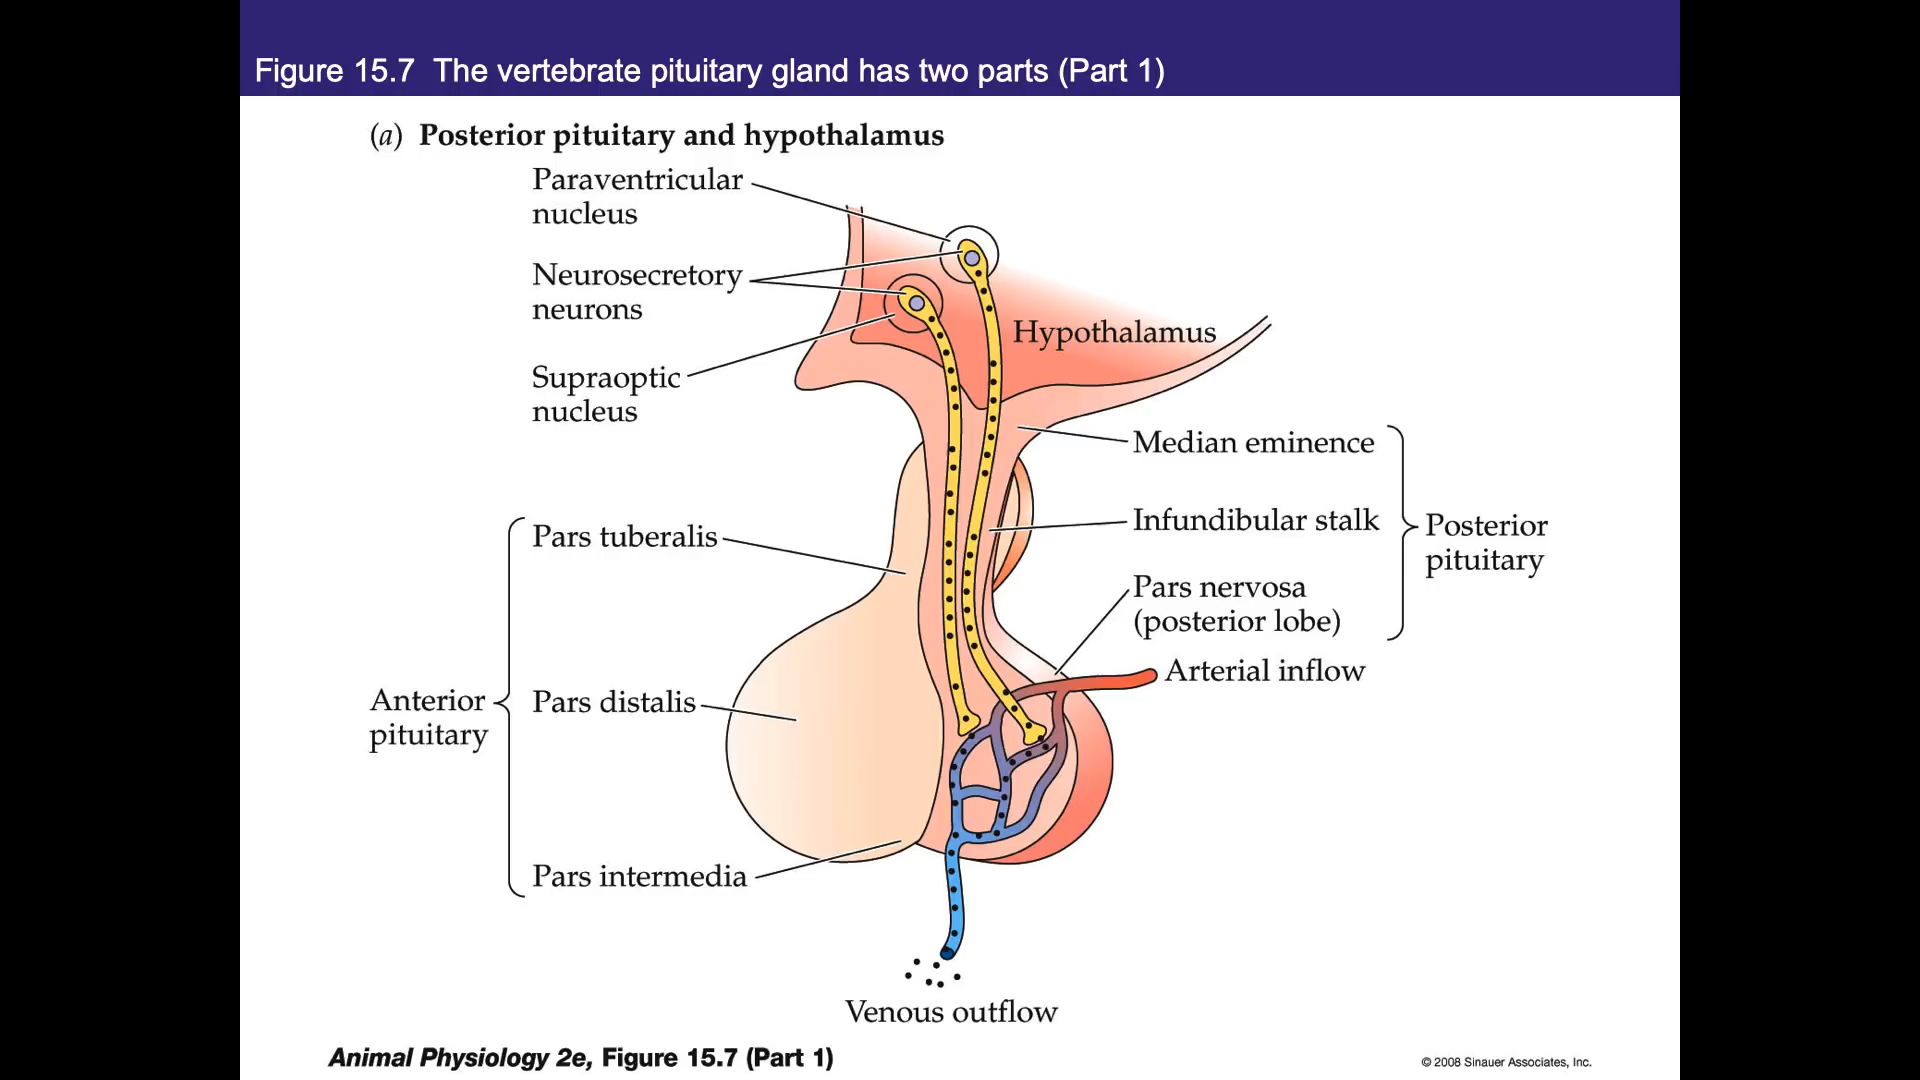 Figure 15.7  The vertebrate pituitary gland has two parts (Part 1)
(a) Posterior pituitary and hypothalamus
Paraventricular
nucleus
Neurosecretory
neurons
Hypothalamus
Supraoptic
nucleus
Median eminence
Infundibular stalk
Posterior
pituitary
Pars tuberalis
Pars nervosa
(posterior lobe)
Arterial inflow
Anterior
pituitary
Pars distalis
Pars intermedia
Venous outflow
Animal Physiology 2e, Figure 15.7 (Part 1)
© 2008 Sinauer Associates, Inc.